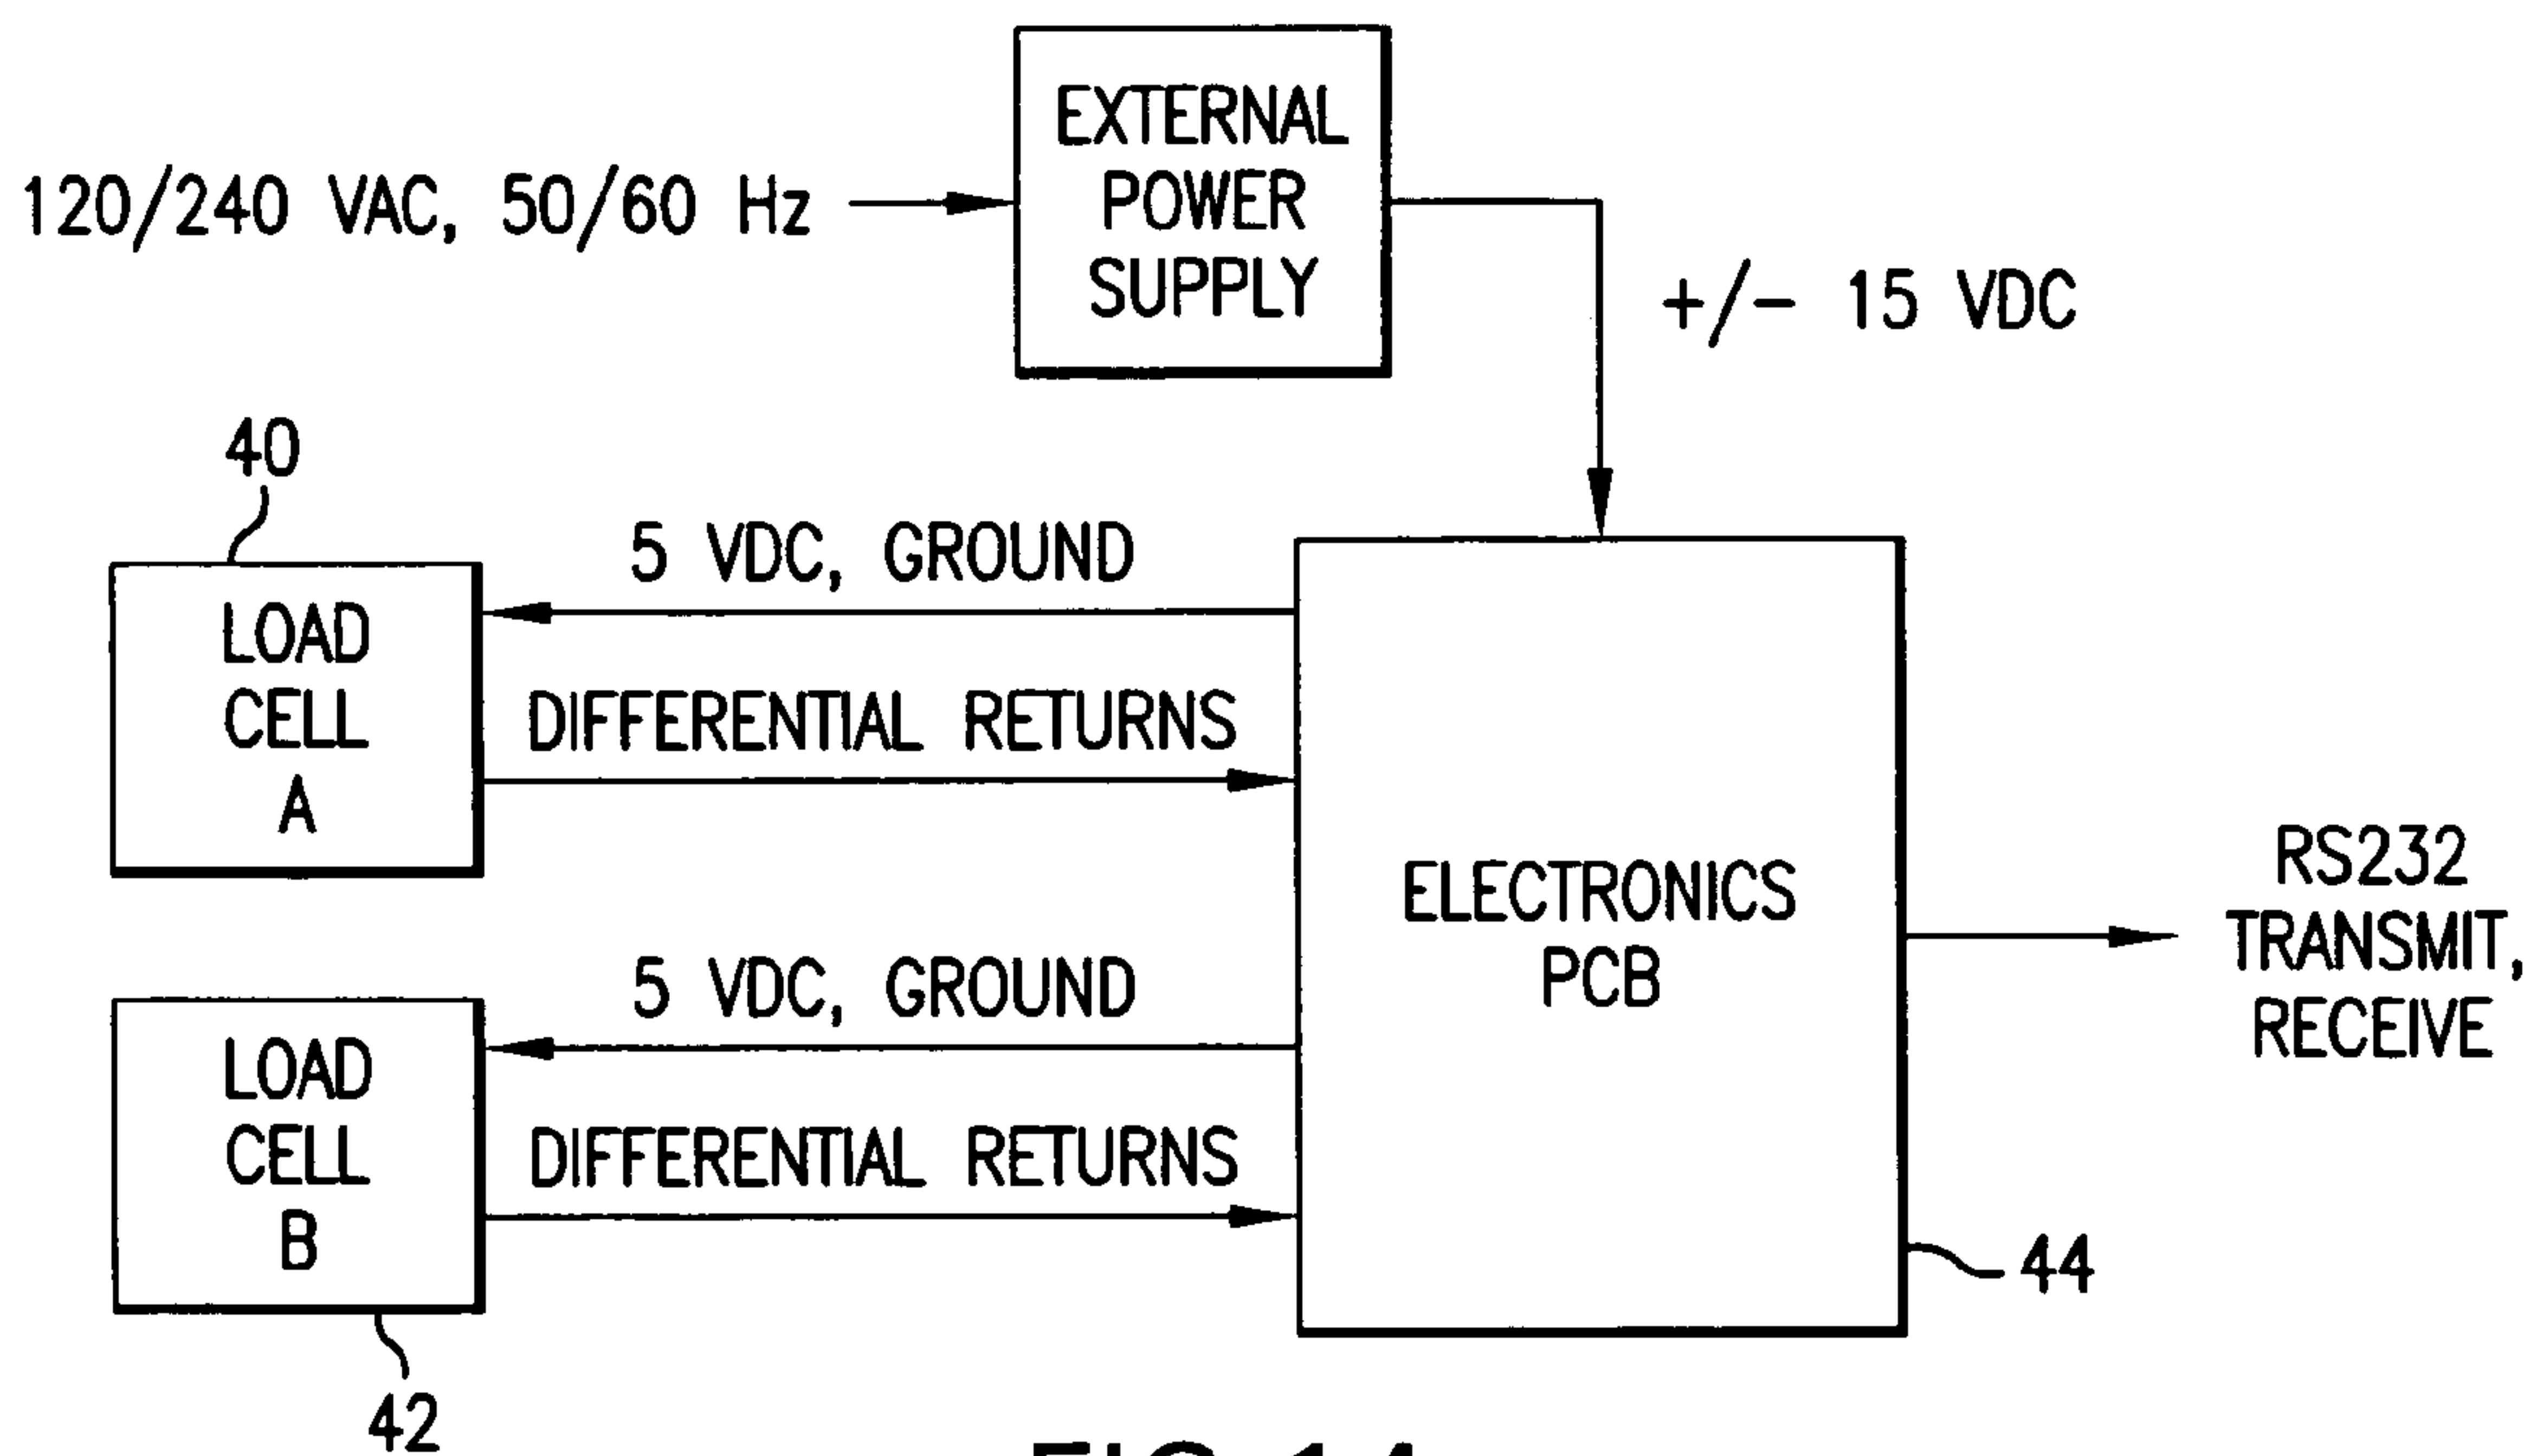 EXTERNAL
POWER
SUPPLY
120/240 VAC, 50/60 Hz
+/- 15 VDC
40
5 VDC, GROUND
LOAD
CELL
A
DIFFERENTIAL RETURNS
ELECTRONICS
PCB
RS232
TRANSMIT,
RECEIVE
5 VDC, GROUND
LOAD
CELL
B
DIFFERENTIAL RETURNS
44
42